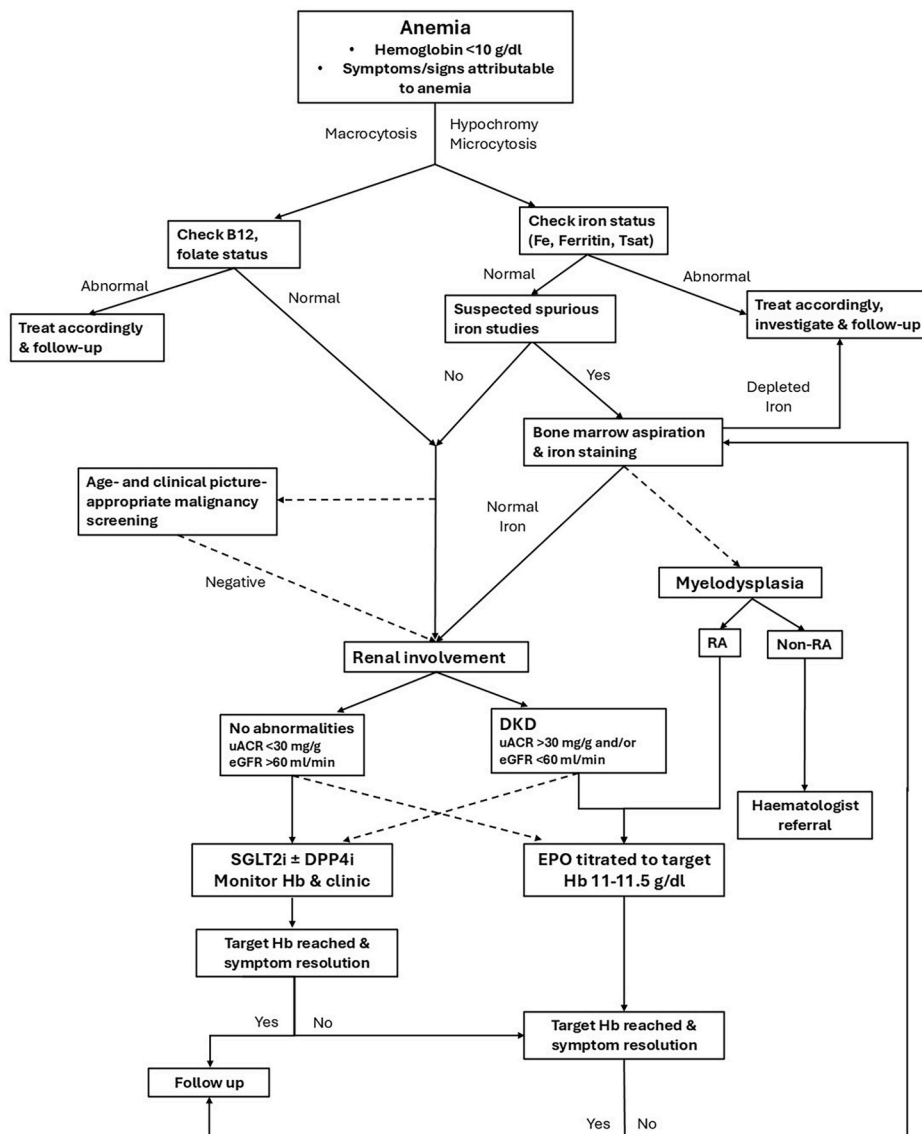 Anemia
• Hemoglobin <10 g/dl
• Symptoms/signs attributable
to anemia
Macrocytosis
Hypochromy
Microcytosis
Check B12,
folate status
Check iron status
(Fe, Ferritin, Tsat)
Abnormal
Normal
Normal
Abnormal
Treat accordingly
& follow-up
Suspected spurious
iron studies
Treat accordingly,
investigate & follow-up
No
Yes
Depleted
Iron
Bone marrow aspiration
& iron staining
Age- and clinical picture-
appropriate malignancy
screening
Normal
Iron
Negative
Myelodysplasia
Renal involvement
RA
Non-RA
No abnormalities
uACR <30 mg/g
eGFR >60 ml/min
DKD
uACR >30 mg/g and/or
eGFR <60 ml/min
Haematologist
referral
SGLT2i ± DPP4i
Monitor Hb & clinic
EPO titrated to target
Hb 11-11.5 g/dl
Target Hb reached &
symptom resolution
Yes
No
Target Hb reached &
symptom resolution
Follow up
Yes
No